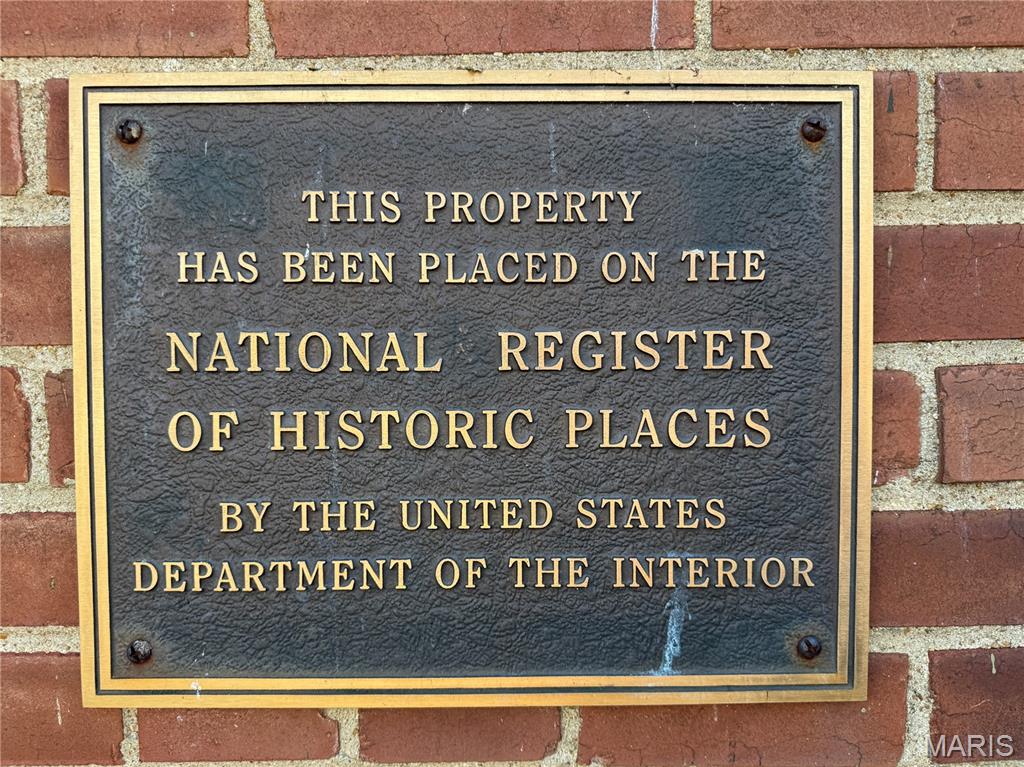 THIS PROPERTY
HAS BEEN PLACED ON THE
NATIONAL REGISTER
OF HISTORIC PLACES
BY THE UNITED STATES
DEPARTMENT OF THE INTERIOR
MARIS